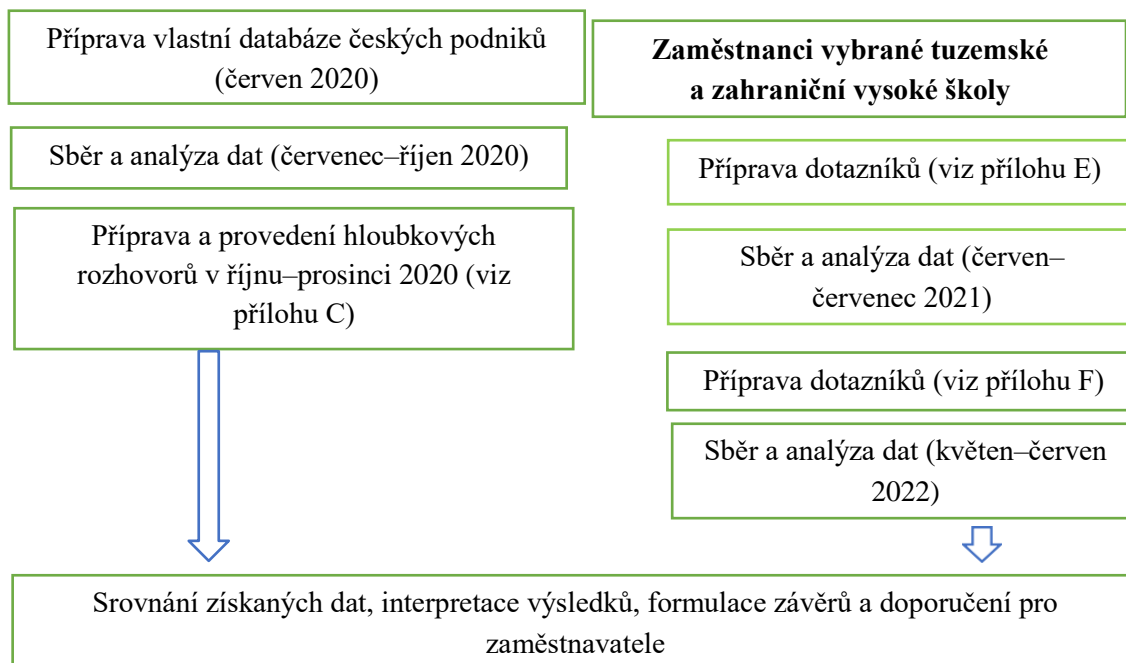 Příprava vlastní databáze českých podniků
(červen 2020)
Sběr a analýza dat (červenec–říjen 2020)
Příprava a provedení hloubkových
rozhovorů v říjnu–prosinci 2020 (viz
přílohu C)
Zaměstnanci vybrané tuzemské
a zahraniční vysoké školy
Příprava dotazníků (viz přílohu E)
Sběr a analýza dat (červen–
červenec 2021)
Příprava dotazníků (viz přílohu F)
Sběr a analýza dat (květen–červen
2022)
Srovnání získaných dat, interpretace výsledků, formulace závěrů a doporučení pro
zaměstnavatele